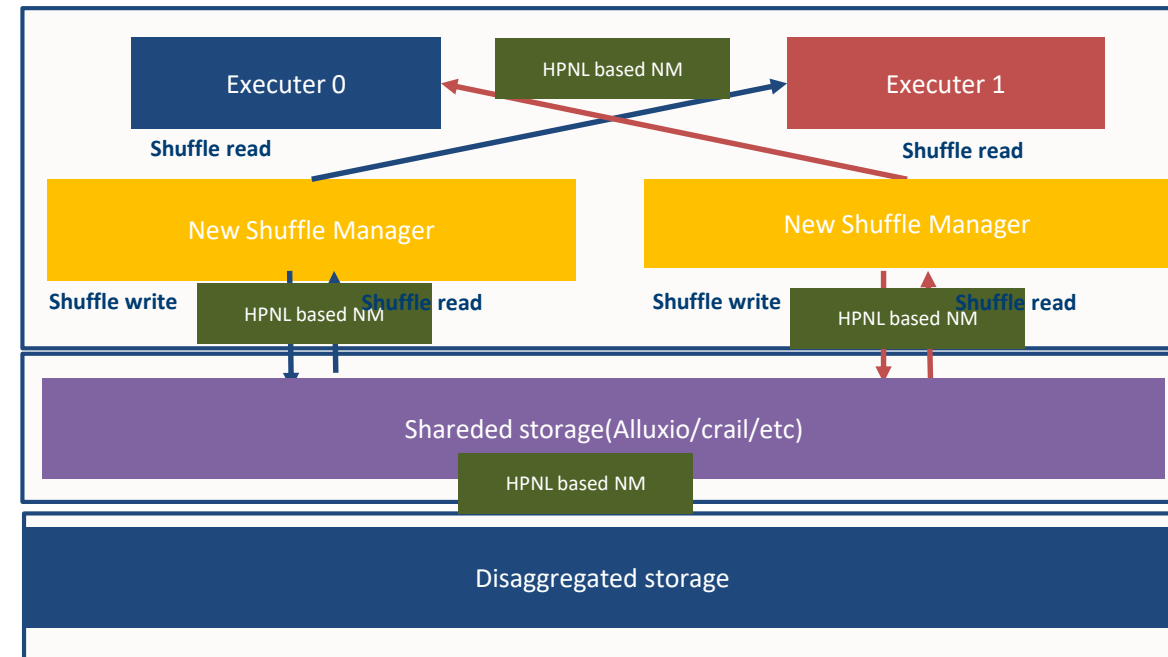 HPNL based NM
Executer 0
Executer 1
Shuffle read
Shuffle read
New Shuffle Manager
New Shuffle Manager
Shuffle write
Shuffle read
HPNL based NM
Shuffle write
Shuffle read
HPNL based NM
Shareded storage(Alluxio/crail/etc)
HPNL based NM
Disaggregated storage